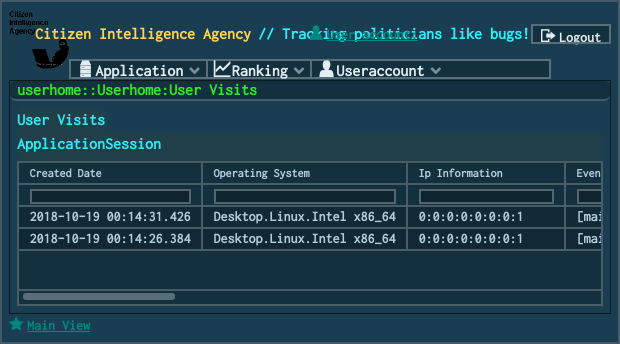 Citizen
Intelligence
Agency
Citizen Intelligence Agency // Tracking politicians like bugs!
Logout
Application Ranking Useraccount
userhome::Userhome:User Visits
User Visits
ApplicationSession
Created Date Operating System Ip Information Even
2018-10-19 00:14:31.426 Desktop.Linux.Intel x86_64 0:0:0:0:0:0:0:1 [mai
2018-10-19 00:14:26.384 Desktop.Linux.Intel x86_64 0:0:0:0:0:0:0:1 [mai
Main View